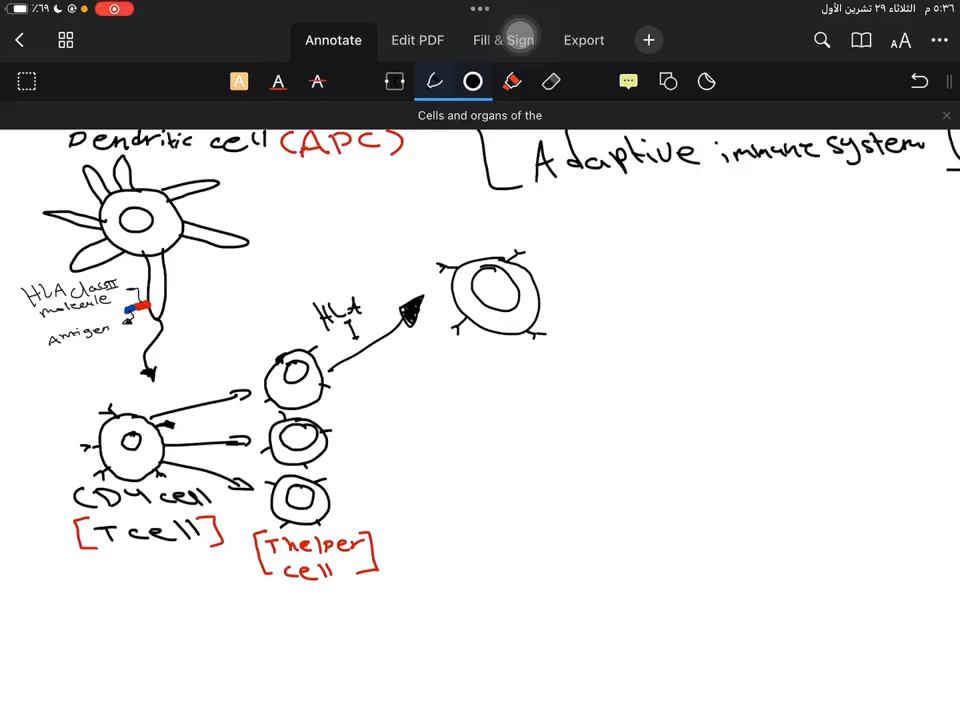 ٪٦٩
٥:٣٦ م الثلاثاء ٢٩ تشرين الأول
Annotate Edit PDF Fill & Sign Export
Cells and organs of the
Dendritic cell (APC)
[Adaptive immune system]
HLA class II
molecule
Antigen
HLA
I
CD4 cell
[T cell]
[T helper
cell]